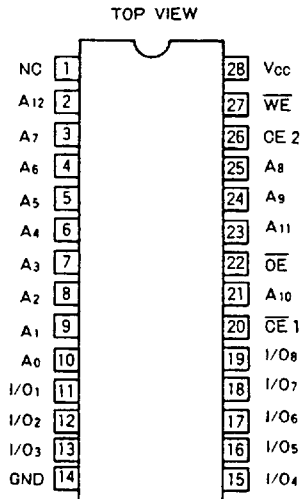 TOP VIEW
NC 1 28 Vcc
A12 2 27 W̅E̅
A7 3 26 CE 2
A6 4 25 A8
A5 5 24 A9
A4 6 23 A11
A3 7 22 O̅E̅
A2 8 21 A10
A1 9 20 C̅E̅ 1
A0 10 19 I/O8
I/O1 11 18 I/O7
I/O2 12 17 I/O6
I/O3 13 16 I/O5
GND 14 15 I/O4